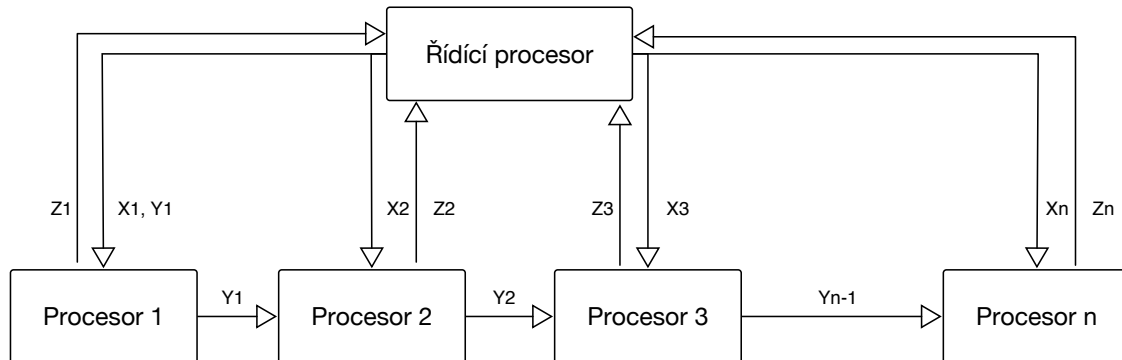 Řídící procesor
Z1
X1, Y1
X2
Z2
Z3
X3
Xn
Zn
Procesor 1
Y1
Procesor 2
Y2
Procesor 3
Yn-1
Procesor n